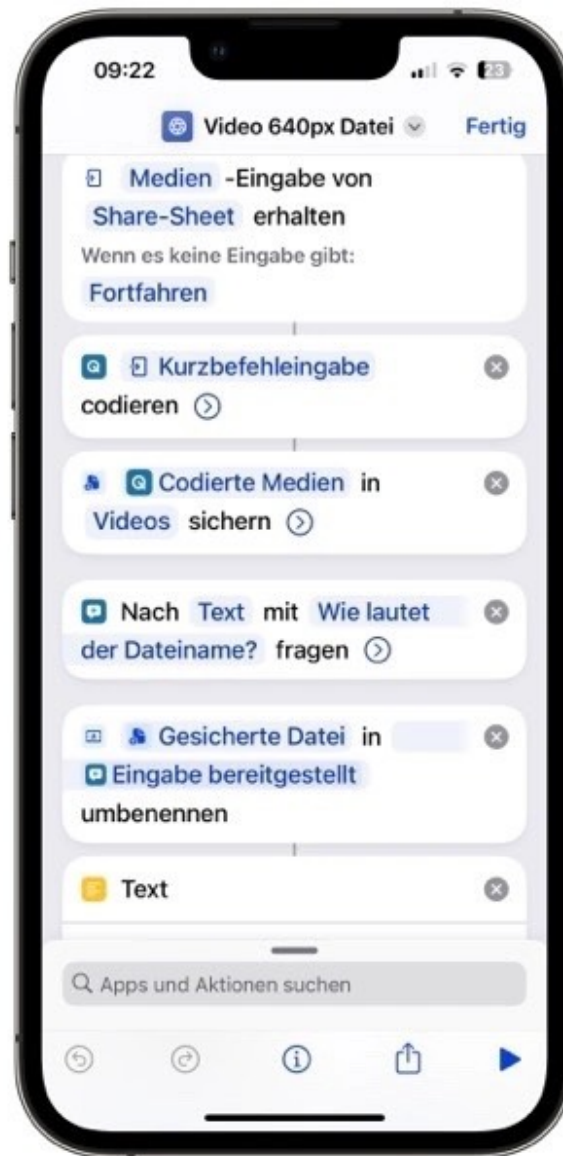 09:22
23
Video 640px Datei
Fertig
Medien -Eingabe von
Share-Sheet erhalten
Wenn es keine Eingabe gibt:
Fortfahren
Kurzbefehleingabe
codieren
Codierte Medien in
Videos sichern
Nach Text mit Wie lautet
der Dateiname? fragen
Gesicherte Datei in
Eingabe bereitgestellt
umbenennen
Text
Apps und Aktionen suchen